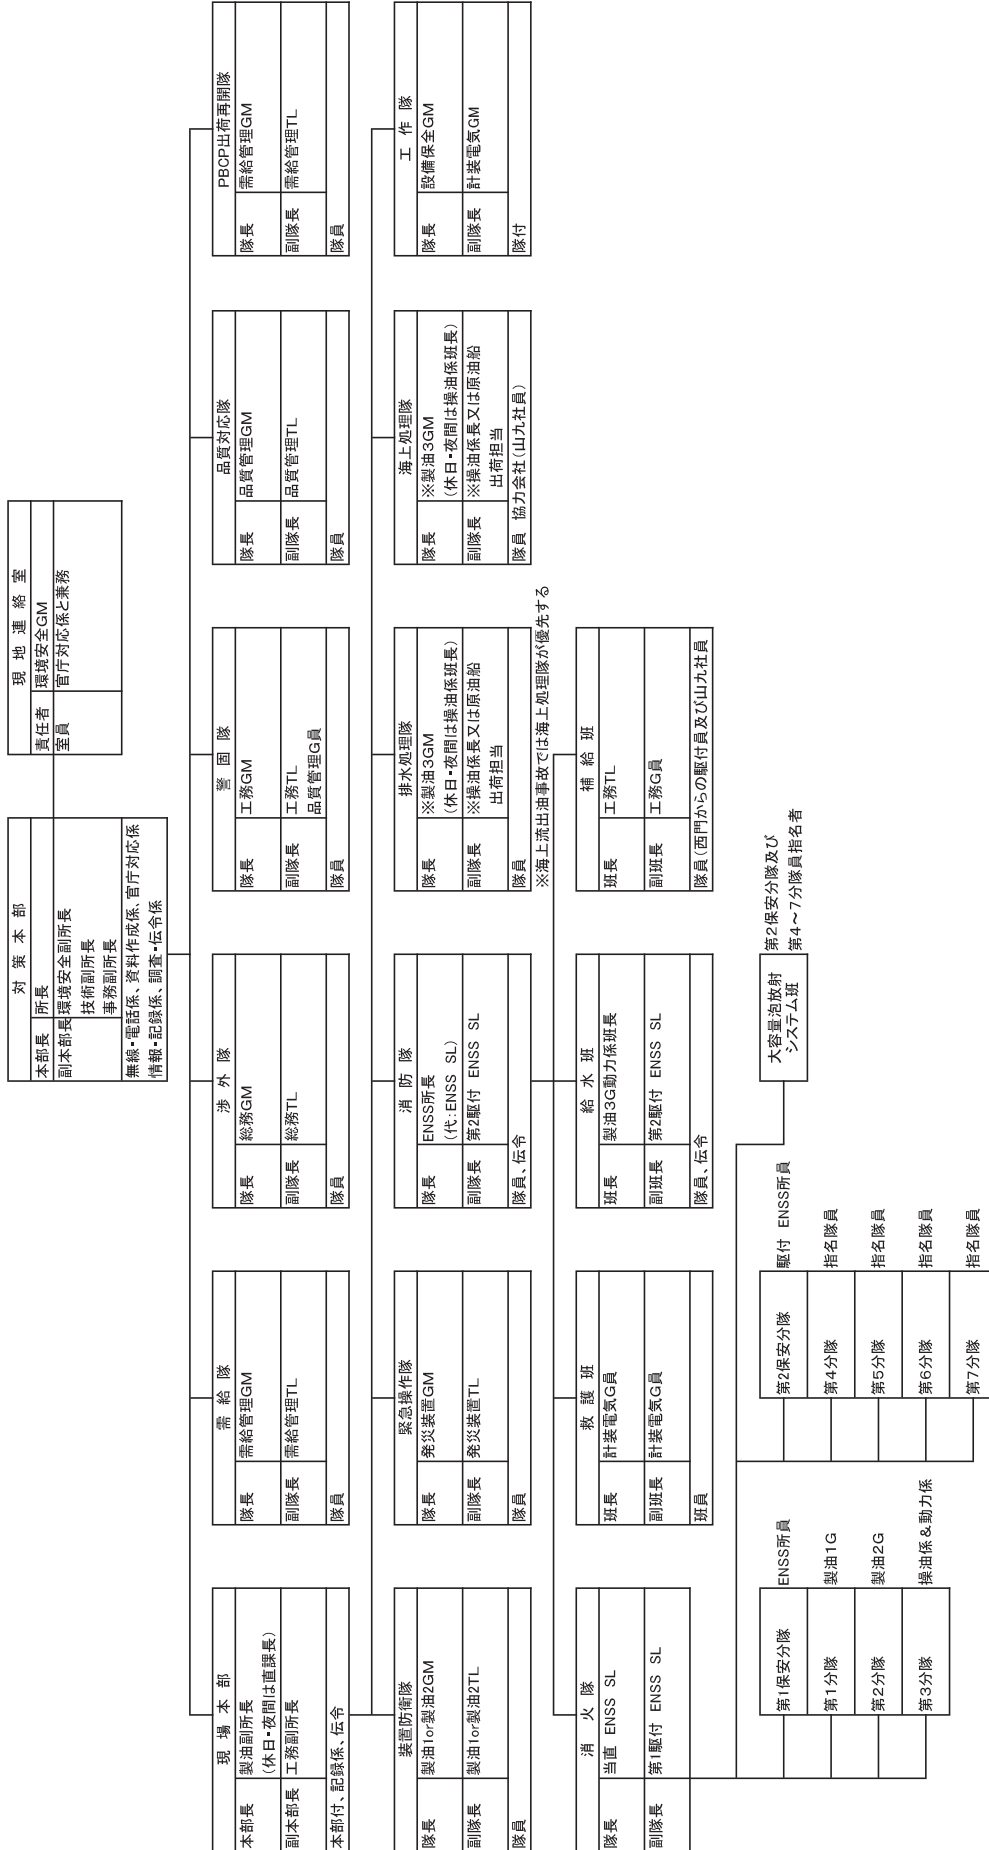 対 策 本 部
本部長 所長
副本部長 環境安全副所長
技術副所長
事務副所長
無線・電話係、資料作成係、官庁対応係
情報・記録係、調査・伝令係
現 地 連 絡 室
責任者 環境安全GM
室員 官庁対応係と兼務
現 場 本 部
本部長 製油副所長
(休日・夜間は直課長)
副本部長 工務副所長
本部付、記録係、伝令
需 給 隊
隊長 需給管理GM
副隊長 需給管理TL
隊員
渉 外 隊
隊長 総務GM
副隊長 総務TL
隊員
警 固 隊
隊長 工務GM
副隊長 工務TL
品質管理G員
隊員
品質対応隊
隊長 品質管理GM
副隊長 品質管理TL
隊員
PBCP出荷再開隊
隊長 需給管理GM
副隊長 需給管理TL
隊員
装置防衛隊
隊長 製油1or製油2GM
副隊長 製油1or製油2TL
隊員
緊急操作隊
隊長 発災装置GM
副隊長 発災装置TL
隊員
消 防 隊
隊長 ENSS所長
(代:ENSS SL)
副隊長 第2駆付 ENSS SL
隊員、伝令
排水処理隊
隊長 ※製油3GM
(休日・夜間は操油係班長)
副隊長 ※操油係長又は原油船
出荷担当
隊員
※海上流出油事故では海上処理隊が優先する
海上処理隊
隊長 ※製油3GM
(休日・夜間は操油係班長)
副隊長 ※操油係長又は原油船
出荷担当
隊員 協力会社(山九社員)
工 作 隊
隊長 設備保全GM
副隊長 計装電気GM
隊付
消 火 隊
隊長 当直 ENSS SL
副隊長 第1駆付 ENSS SL
救 護 班
班長 計装電気G員
副班長 計装電気G員
班員
給 水 班
班長 製油3G動力係班長
副班長 第2駆付 ENSS SL
隊員、伝令
補 給 班
班長 工務TL
副班長 工務G員
隊員(西門からの駆付員及び山九社員
第1保安分隊 ENSS所員
第1分隊 製油1G
第2分隊 製油2G
第3分隊 操油係&動力係
第2保安分隊 駆付 ENSS所員
第4分隊 指名隊員
第5分隊 指名隊員
第6分隊 指名隊員
第7分隊 指名隊員
大容量泡放射
システム班
第2保安分隊及び
第4～7分隊員指名者